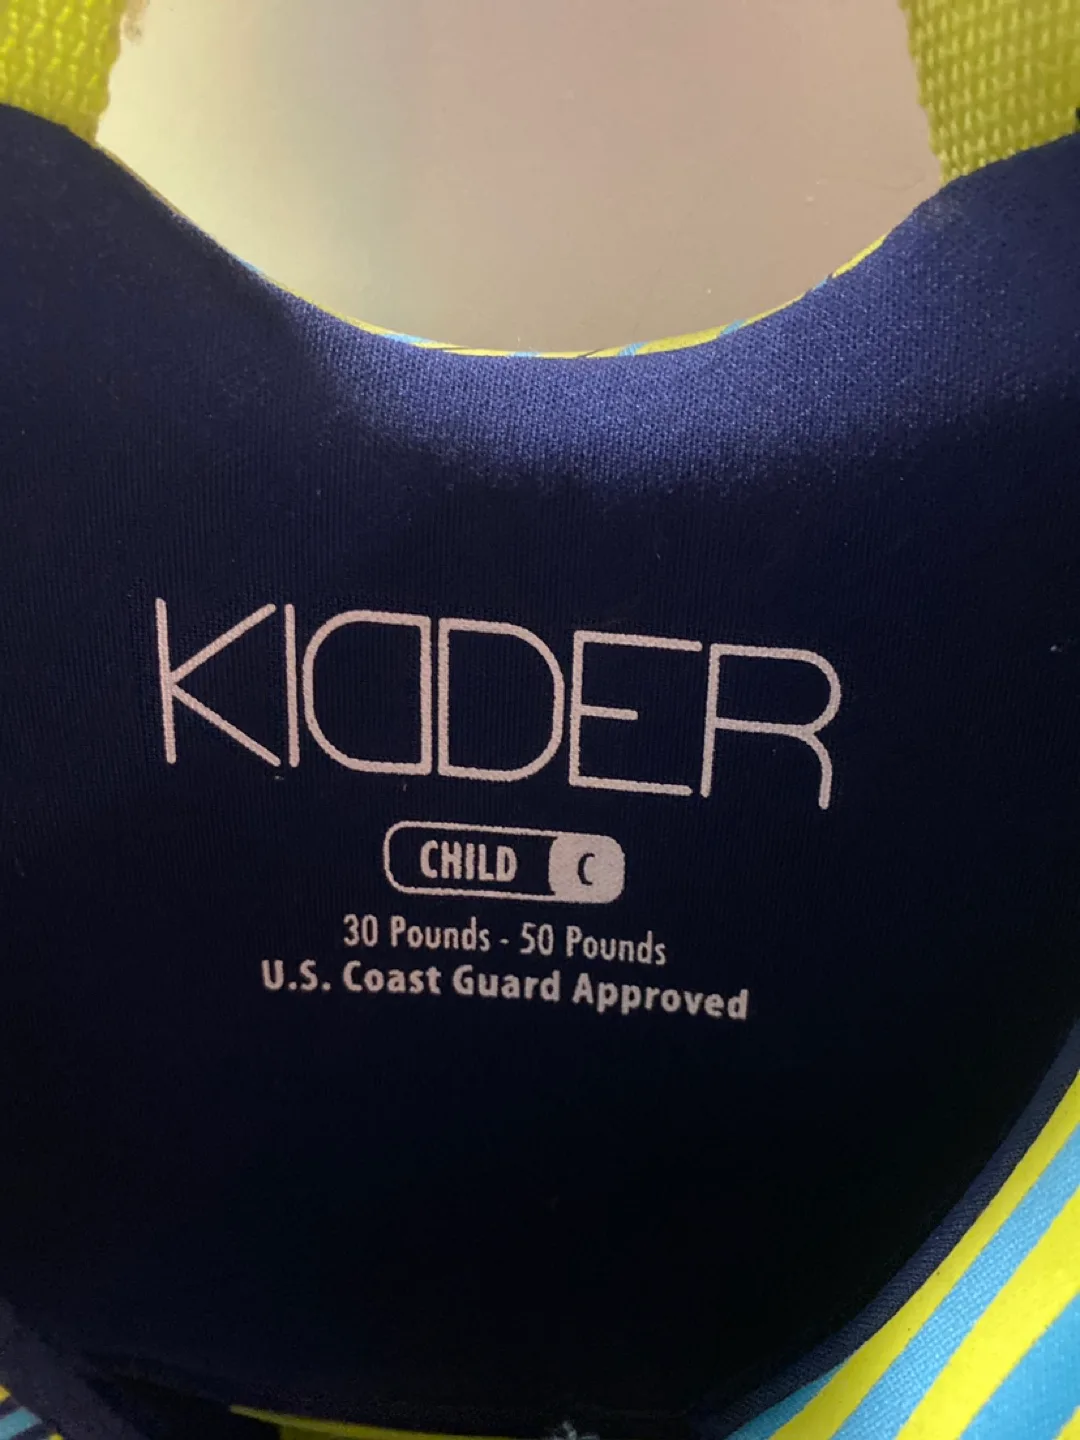 KIDDER
CHILD C
30 Pounds - 50 Pounds
U.S. Coast Guard Approved